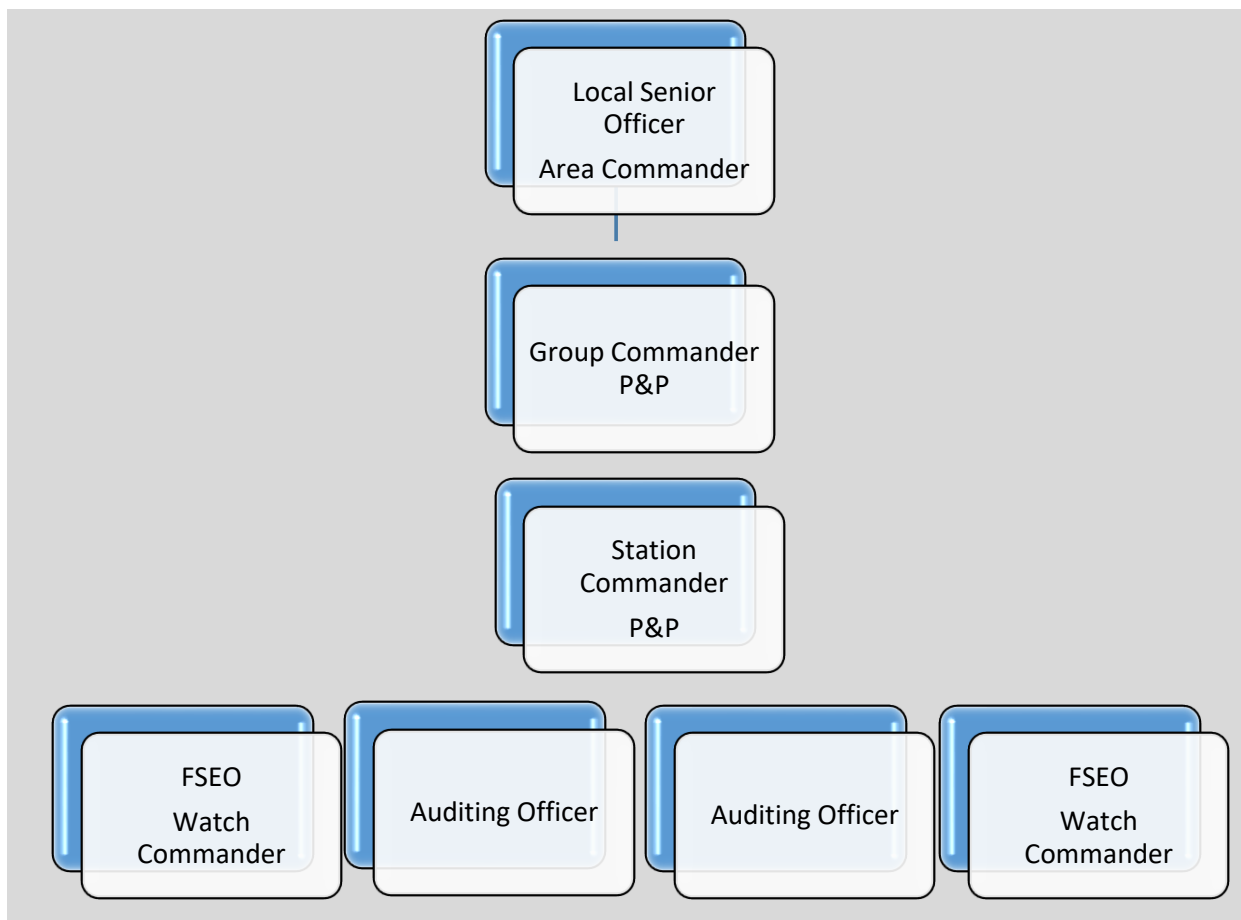 Local Senior
Officer
Area Commander
Group Commander
P&P
Station
Commander
P&P
FSEO
Watch
Commander
Auditing Officer
Auditing Officer
FSEO
Watch
Commander